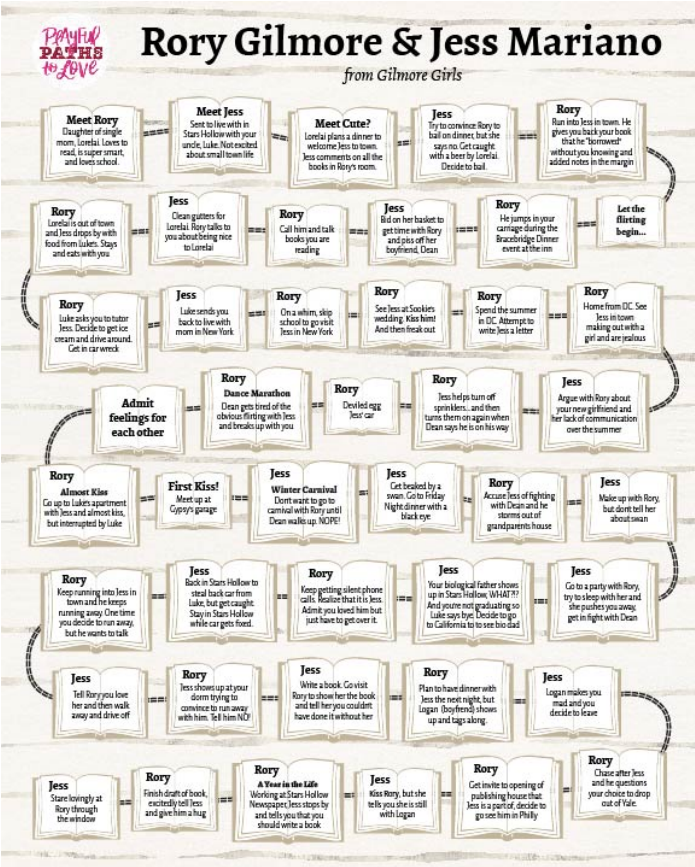 Playful
PATHS
to Love
Rory Gilmore & Jess Mariano
from Gilmore Girls
Meet Rory
Daughter of single
mom, Lorelai. Loves to
read, is super smart,
and loves school.
Meet Jess
Sent to live with in
Stars Hollow with your
uncle, Luke. Not excited
about small town life
Meet Cute?
Lorelai plans a dinner to
welcome Jess to town.
Jess comments on all the
books in Rory's room.
Jess
Try to convince Rory to
bail on dinner, but she
says no. Get caught
with a beer by Lorelai.
Decide to bail.
Rory
Run into Jess in town. He
gives you back your book
that he "borrowed"
without you knowing and
added notes in the margin
Let the
flirting
begin...
Rory
He jumps in your
carriage during the
Bracebridge Dinner
event at the inn
Jess
Bid on her basket to
get time with Rory
and piss off her
boyfriend, Dean
Rory
Call him and talk
books you are
reading
Jess
Clean gutters for
Lorelai. Rory talks to
you about being nice
to Lorelai
Rory
Lorelai is out of town
and Jess drops by with
food from Luke's. Stays
and eats with you
Rory
Luke asks you to tutor
Jess. Decide to get ice
cream and drive around.
Get in car wreck
Jess
Luke sends you
back to live with
mom in New York
Rory
On a whim, skip
school to go visit
Jess in New York
Rory
See Jess at Sookie's
wedding. Kiss him!
And then freak out
Rory
Spend the summer
in DC. Attempt to
write Jess a letter
Rory
Home from DC. See
Jess in town
making out with a
girl and are jealous
Jess
Argue with Rory about
your new girlfriend and
her lack of communication
over the summer
Rory
Jess helps turn off
sprinklers...and then
turns them on again when
Dean says he is on his way
Rory
Deviled egg
Jess' car
Rory
Dance Marathon
Dean gets tired of the
obvious flirting with Jess
and breaks up with you
Admit
feelings for
each other
Rory
Almost Kiss
Go up to Luke's apartment
with Jess and almost kiss,
but interrupted by Luke
First Kiss!
Meet up at
Gypsy's garage
Jess
Winter Carnival
Don't want to go to
carnival with Rory until
Dean walks up. NOPE!
Jess
Get beaked by a
swan. Go to Friday
Night dinner with a
black eye
Rory
Accuse Jess of fighting
with Dean and he
storms out of
grandparents house
Jess
Make up with Rory,
but dont tell her
about swan
Jess
Go to a party with Rory,
try to sleep with her and
she pushes you away,
get in fight with Dean
Jess
Your biological father shows
up in Stars Hollow, WHAT?!?
And you're not graduating so
Luke says bye. Decide to go
to California to to see bio dad
Rory
Keep getting silent phone
calls. Realize that it is Jess.
Admit you loved him but
just have to get over it.
Jess
Back in Stars Hollow to
steal back car from
Luke, but get caught.
Stay in Stars Hollow
while car gets fixed.
Rory
Keep running into Jess in
town and he keeps
running away. One time
you decide to run away,
but he wants to talk
Jess
Tell Rory you love
her and then walk
away and drive off
Rory
Jess shows up at your
dorm trying to
convince to run away
with him. Tell him NO!
Jess
Write a book. Go visit
Rory to show her the book
and tell her you couldn't
have done it without her
Rory
Plan to have dinner with
Jess the next night, but
Logan (boyfriend) shows
up and tags along.
Jess
Logan makes you
mad and you
decide to leave
Rory
Chase after Jess
and he questions
your choice to drop
out of Yale.
Rory
Get invite to opening of
publishing house that
Jess is a part of, decide to
go see him in Philly
Jess
Kiss Rory, but she
tells you she is still
with Logan
Rory
A Year in the Life
Working at Stars Hollow
Newspaper, Jess stops by
and tells you that you
should write a book
Rory
Finish draft of book,
excitedly tell Jess
and give him a hug
Jess
Stare lovingly at
Rory through
the window